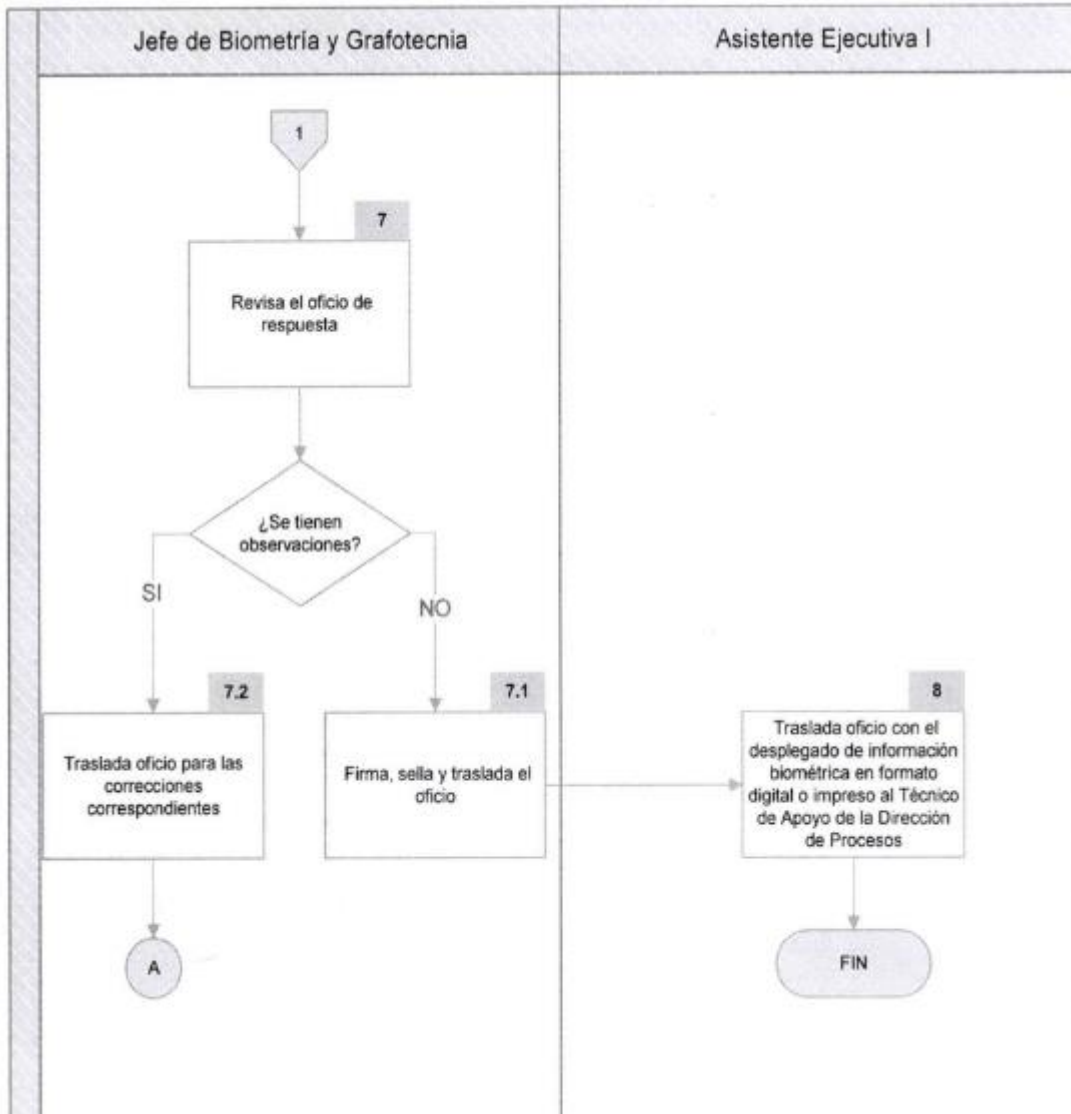 Jefe de Biometría y Grafotecnia
Asistente Ejecutiva I
1
7
Revisa el oficio de
respuesta
¿Se tienen
observaciones?
SI
NO
7.2
Traslada oficio para las
correcciones
correspondientes
7.1
Firma, sella y traslada el
oficio
8
Traslada oficio con el
desplegado de información
biométrica en formato
digital o impreso al Técnico
de Apoyo de la Dirección
de Procesos
A
FIN